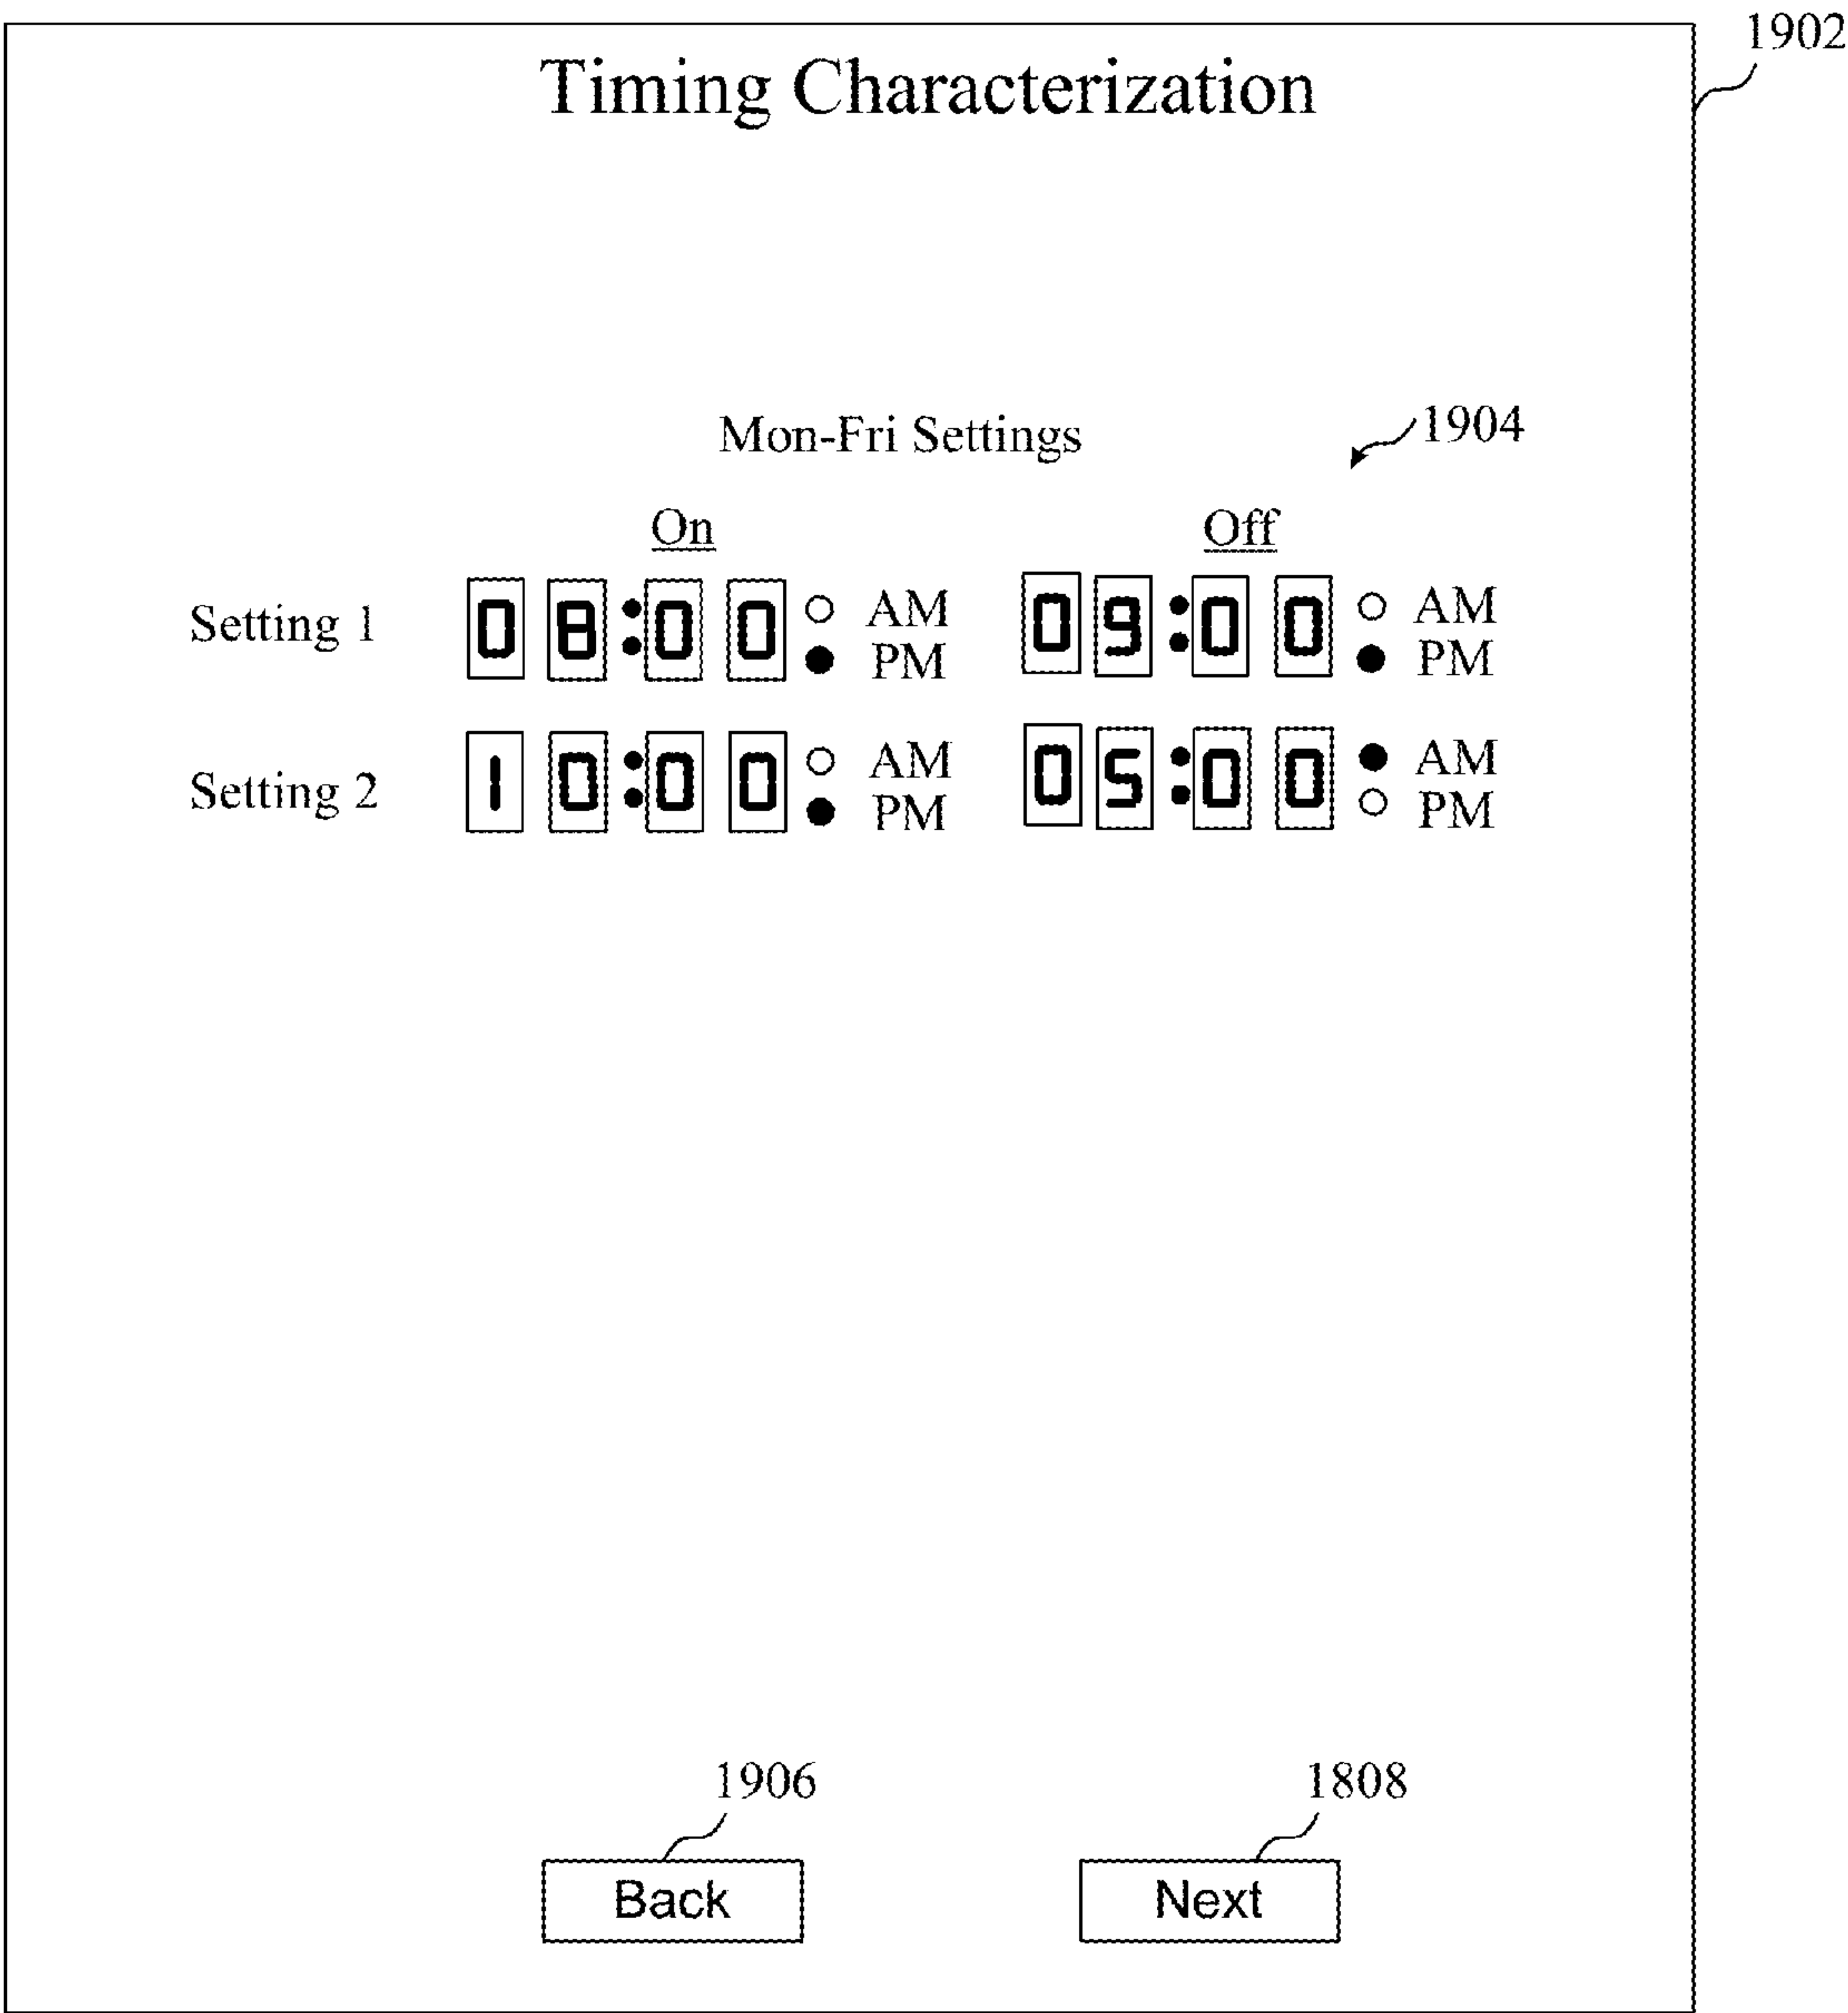 1902
Timing Characterization
Mon-Fri Settings
1904
On Off
Setting 1 08:00 AM PM 09:00 AM PM
Setting 2 10:00 AM PM 05:00 AM PM
1906 1808
Back Next